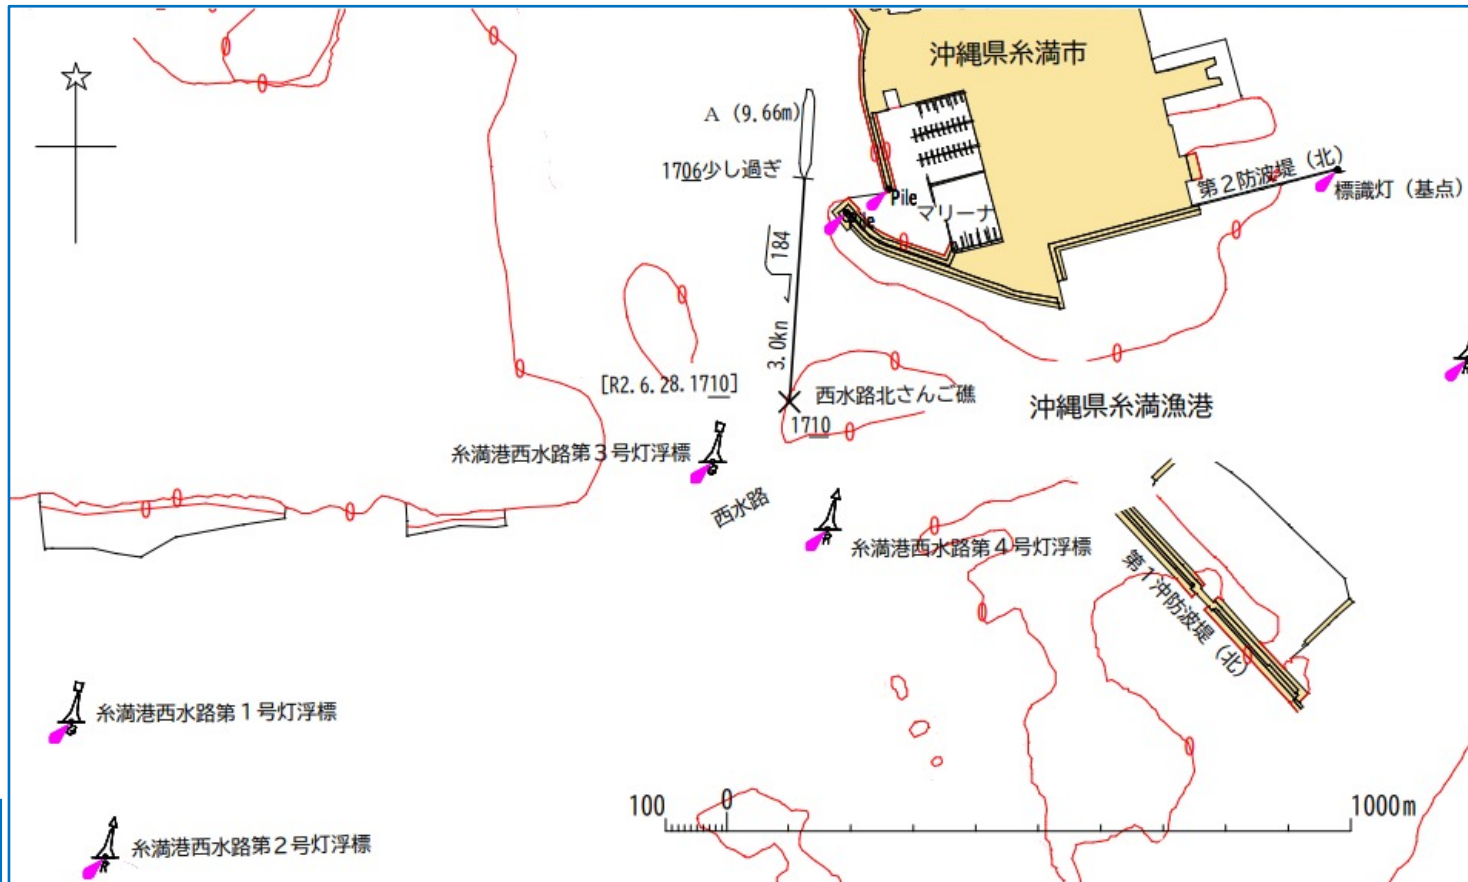 沖縄県糸満市
A (9.66m)
1706少し過ぎ
第2防波堤（北）
標識灯（基点）
Pile
マリーナ
184
3.0kn
[R2.6.28.1710]
西水路北さんご礁
1710
沖縄県糸満漁港
糸満港西水路第3号灯浮標
G
西水路
R
糸満港西水路第4号灯浮標
第1沖防波堤（北）
糸満港西水路第1号灯浮標
G
100 0 1000m
糸満港西水路第2号灯浮標
R